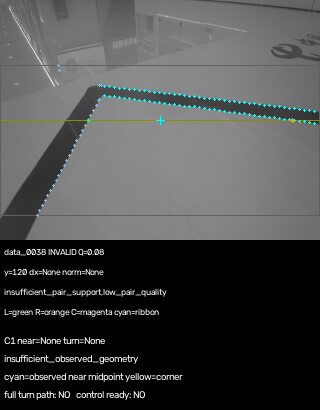 data_0038 INVALID Q=0.08
y=120 dx=None norm=None
insufficient_pair_support,low_pair_quality
L=green R=orange C=magenta cyan=ribbon
C1 near=None turn=None
insufficient_observed_geometry
cyan=observed near midpoint yellow=corner
full turn path: NO control ready: NO